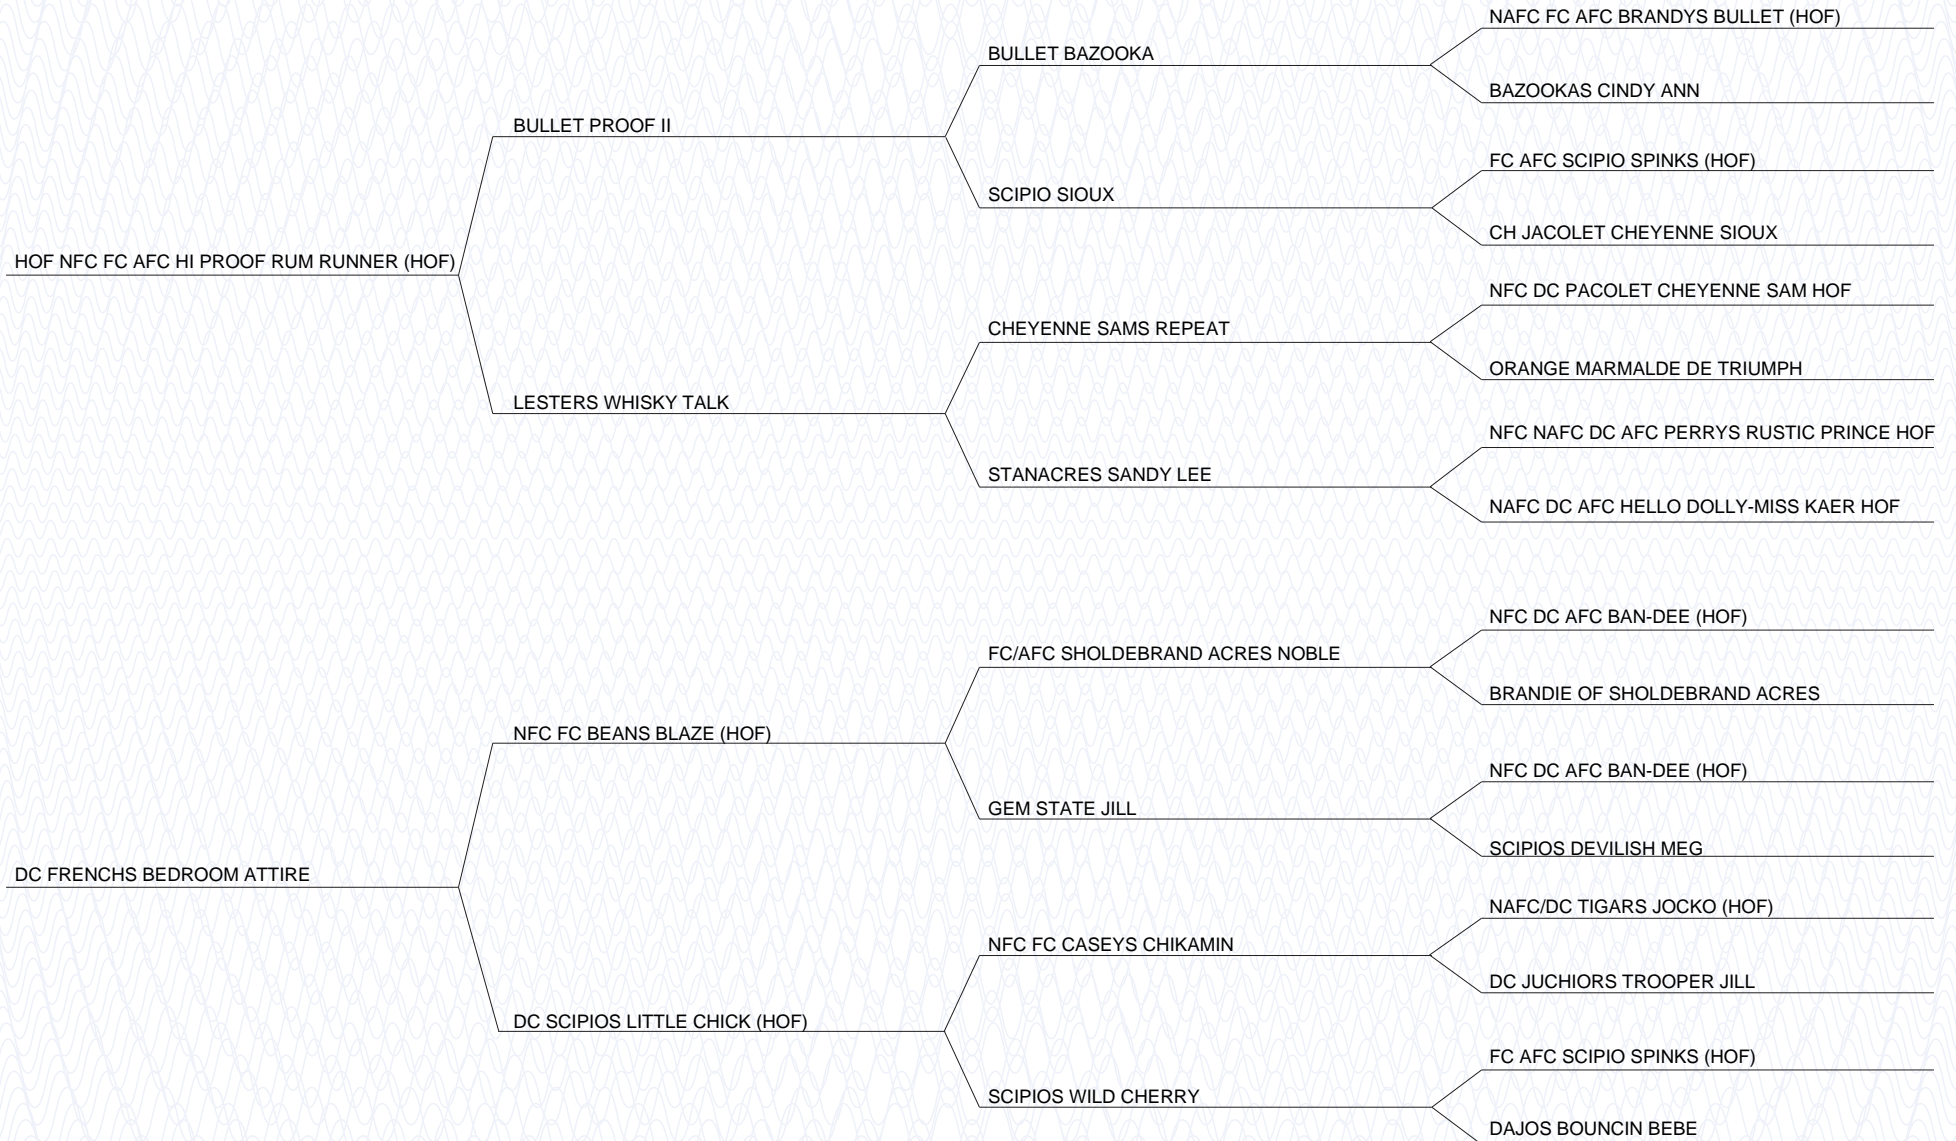 NAFC FC AFC BRANDYS BULLET (HOF)
BULLET BAZOOKA
BAZOOKAS CINDY ANN
BULLET PROOF II
FC AFC SCIPIO SPINKS (HOF)
SCIPIO SIOUX
CH JACOLET CHEYENNE SIOUX
HOF NFC FC AFC HI PROOF RUM RUNNER (HOF)
NFC DC PACOLET CHEYENNE SAM HOF
CHEYENNE SAMS REPEAT
ORANGE MARMALDE DE TRIUMPH
LESTERS WHISKY TALK
NFC NAFC DC AFC PERRYS RUSTIC PRINCE HOF
STANACRES SANDY LEE
NAFC DC AFC HELLO DOLLY-MISS KAER HOF
NFC DC AFC BAN-DEE (HOF)
FC/AFC SHOLDEBRAND ACRES NOBLE
BRANDIE OF SHOLDEBRAND ACRES
NFC FC BEANS BLAZE (HOF)
NFC DC AFC BAN-DEE (HOF)
GEM STATE JILL
SCIPIOS DEVILISH MEG
DC FRENCHS BEDROOM ATTIRE
NAFC/DC TIGARS JOCKO (HOF)
NFC FC CASEYS CHIKAMIN
DC JUCHIORS TROOPER JILL
DC SCIPIOS LITTLE CHICK (HOF)
FC AFC SCIPIO SPINKS (HOF)
SCIPIOS WILD CHERRY
DAJOS BOUNCIN BEBE